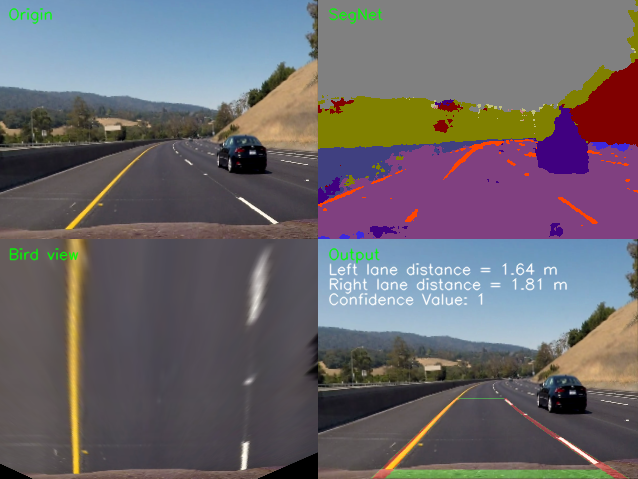 Origin
SegNet
Bird view
Output
Left lane distance = 1.64 m
Right lane distance = 1.81 m
Confidence Value: 1